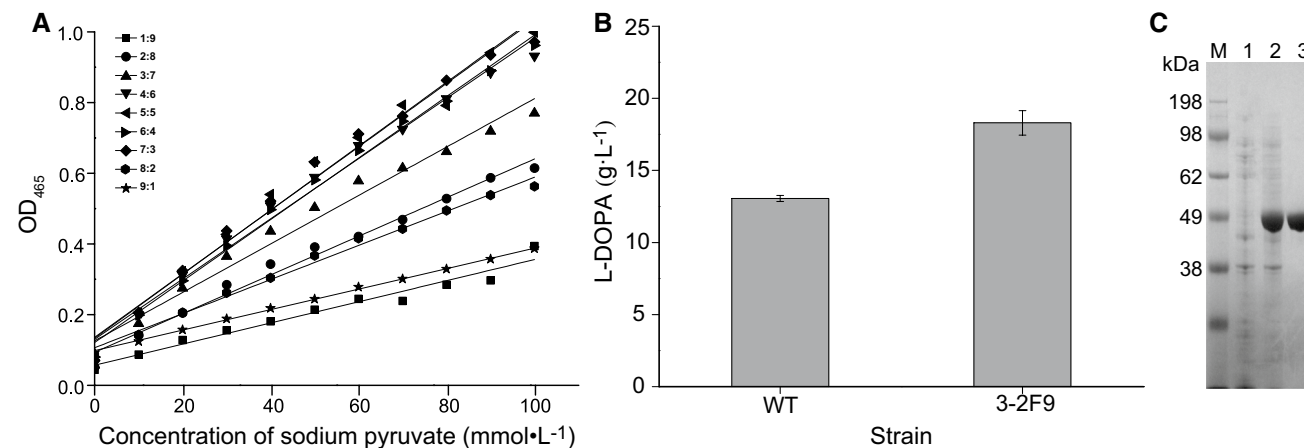 A
OD465
1.0
0.8
0.6
0.4
0.2
0.0
1:9
2:8
3:7
4:6
5:5
6:4
7:3
8:2
9:1
0 20 40 60 80 100
Concentration of sodium pyruvate (mmol•L-1)
B
L-DOPA (g·L-1)
25
20
15
10
5
0
WT 3-2F9
Strain
C
kDa M 1 2 3
198
98
62
49
38